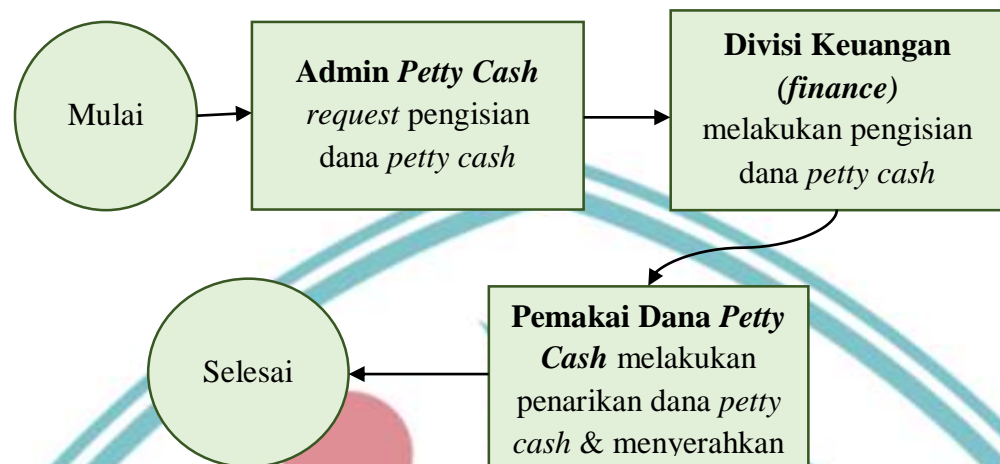 Mulai
Admin Petty Cash
request pengisian
dana petty cash
Divisi Keuangan
(finance)
melakukan pengisian
dana petty cash
Pemakai Dana Petty
Cash melakukan
penarikan dana petty
cash & menyerahkan
Selesai